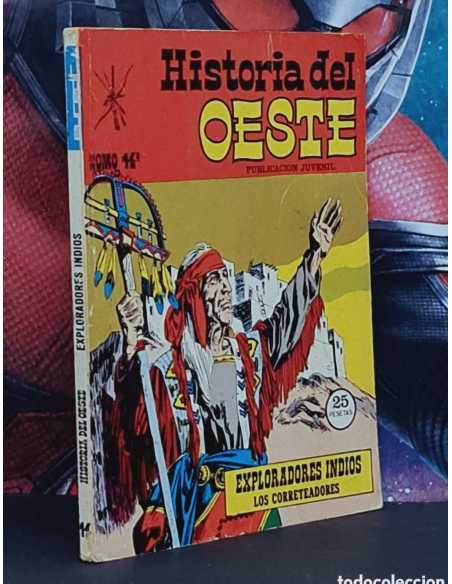 Historia del
OESTE
PUBLICACION JUVENIL
TOMO 11º
25
PESETAS
EXPLORADORES INDIOS
LOS CORRETEADORES
HISTORIA DEL OESTE
EXPLORADORES INDIOS
todocoleccion